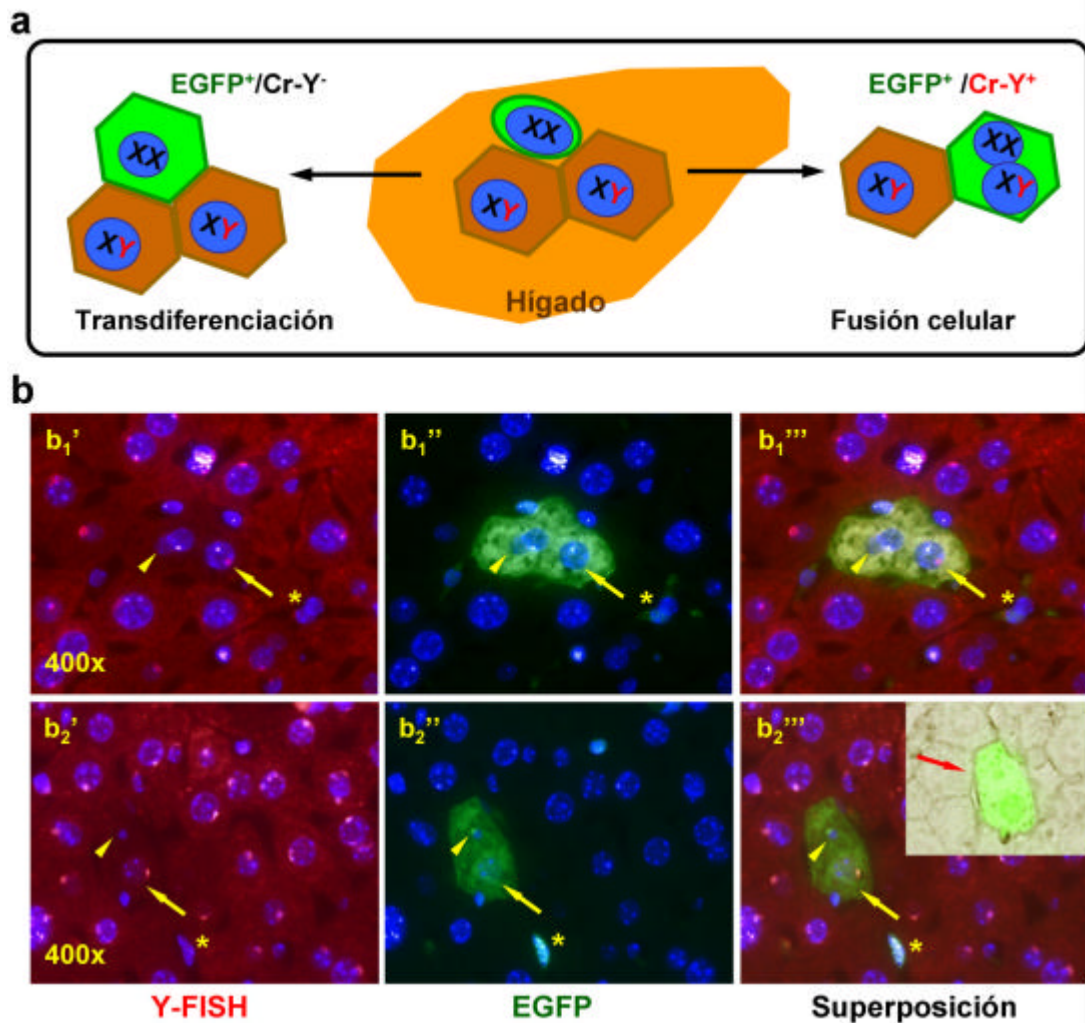 a
EGFP⁺/Cr-Y⁻
EGFP⁺ /Cr-Y⁺
XX
XX
XX
XY
XY
XY
XY
XY
XY
Hígado
Transdiferenciación
Fusión celular
b
b₁’
b₁’’
b₁’’’
*
*
*
400x
b₂’
b₂’’
b₂’’’
*
*
*
400x
Y-FISH
EGFP
Superposición